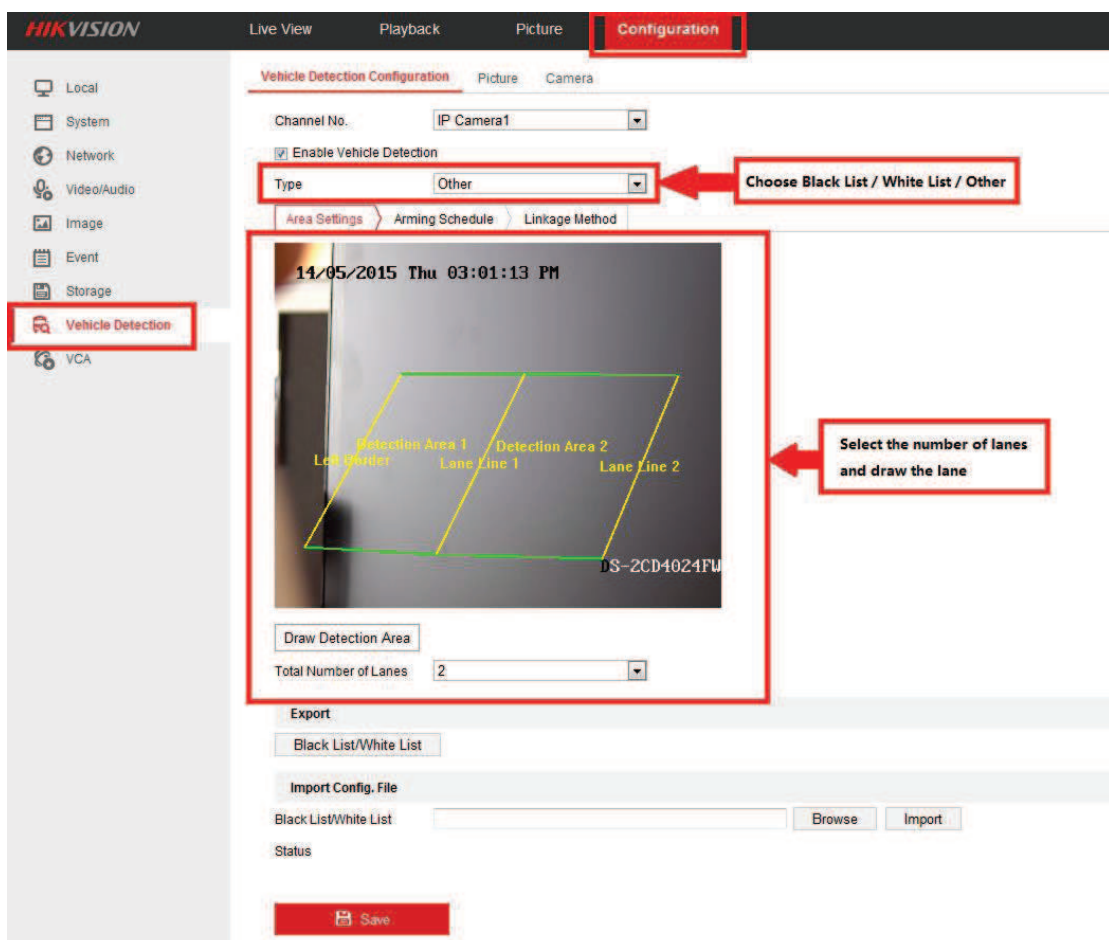 HIKVISION Live View Playback Picture Configuration
Local
System
Network
Video/Audio
Image
Event
Storage
Vehicle Detection
VCA
Vehicle Detection Configuration Picture Camera
Channel No. IP Camera1
Enable Vehicle Detection
Type Other
Choose Black List / White List / Other
Area Settings Arming Schedule Linkage Method
14/05/2015 Thu 03:01:13 PM
Detection Area 1 Detection Area 2
Lane Line 1 Lane Line 2
DS-2CD4024FW
Select the number of lanes
and draw the lane
Draw Detection Area
Total Number of Lanes 2
Export
Black List/White List
Import Config. File
Black List/White List Browse Import
Status
Save